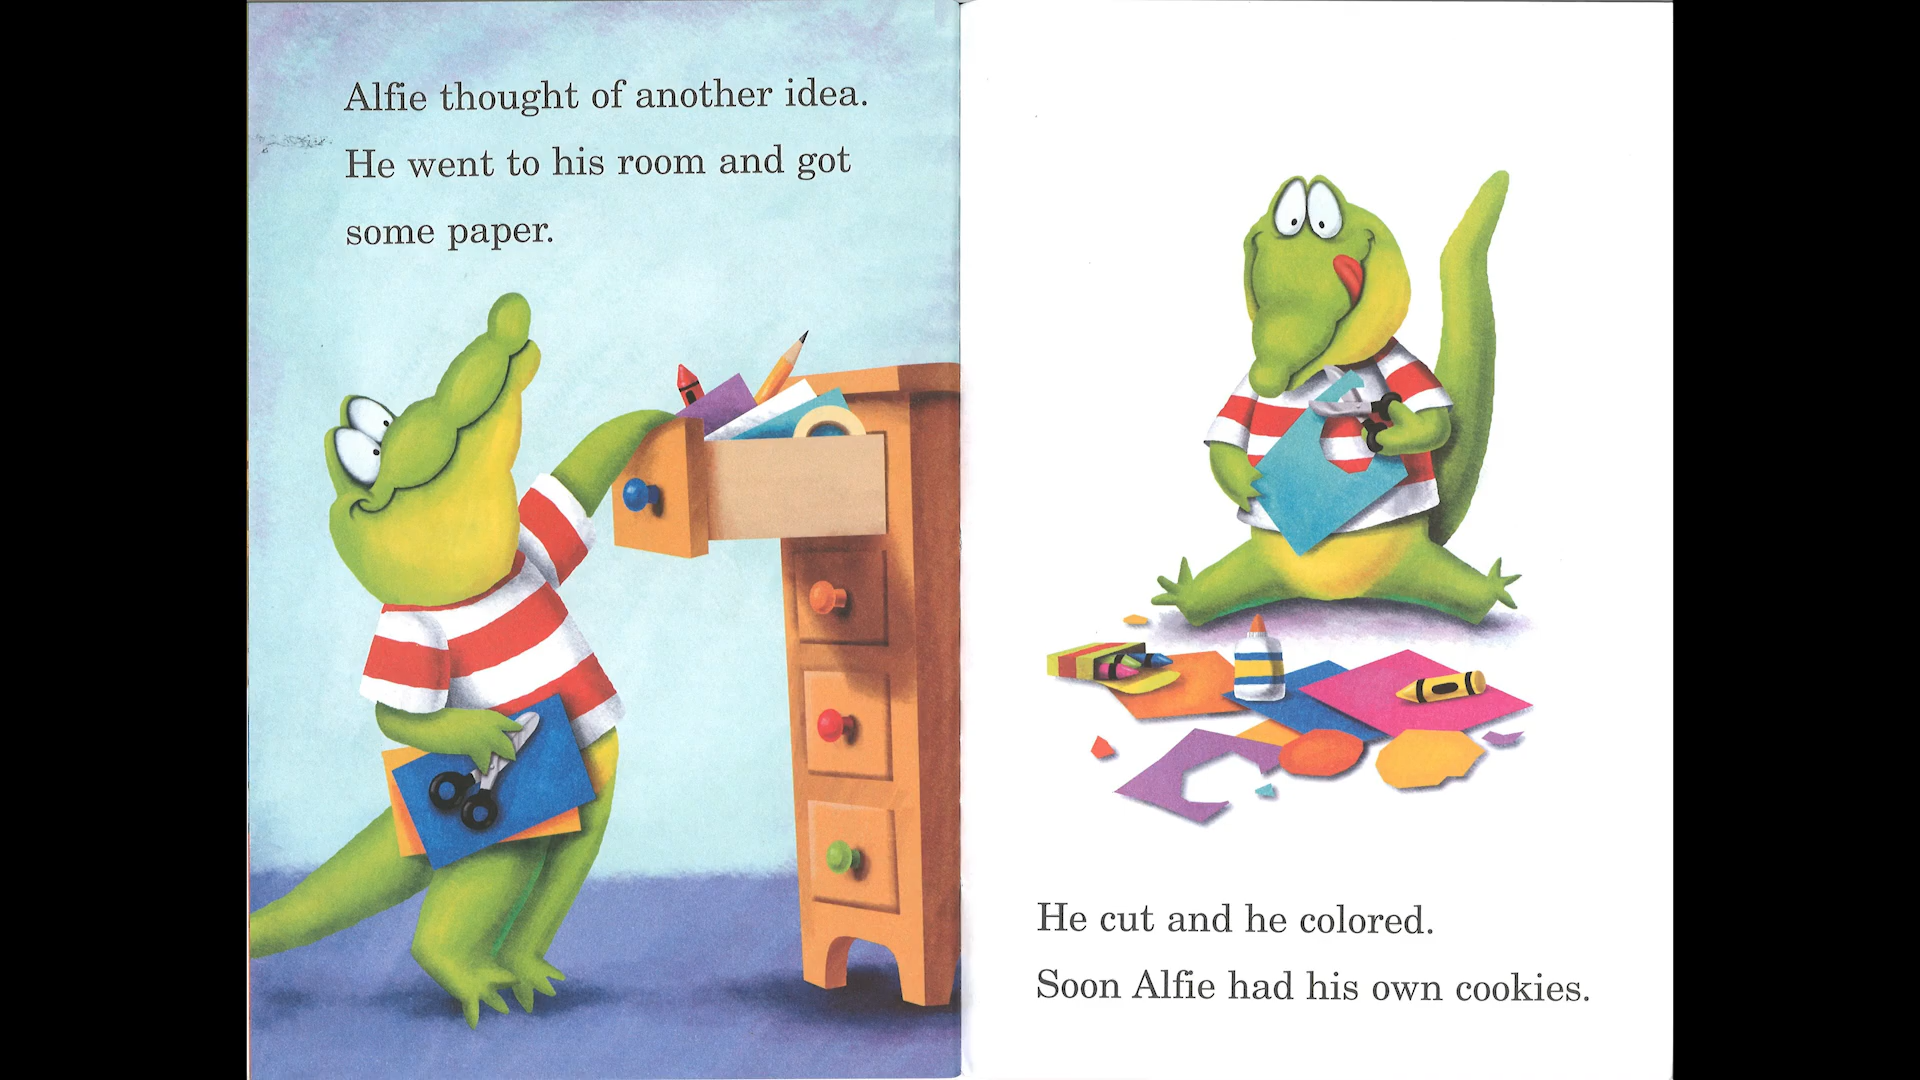 Alfie thought of another idea.
He went to his room and got
some paper.
He cut and he colored.
Soon Alfie had his own cookies.